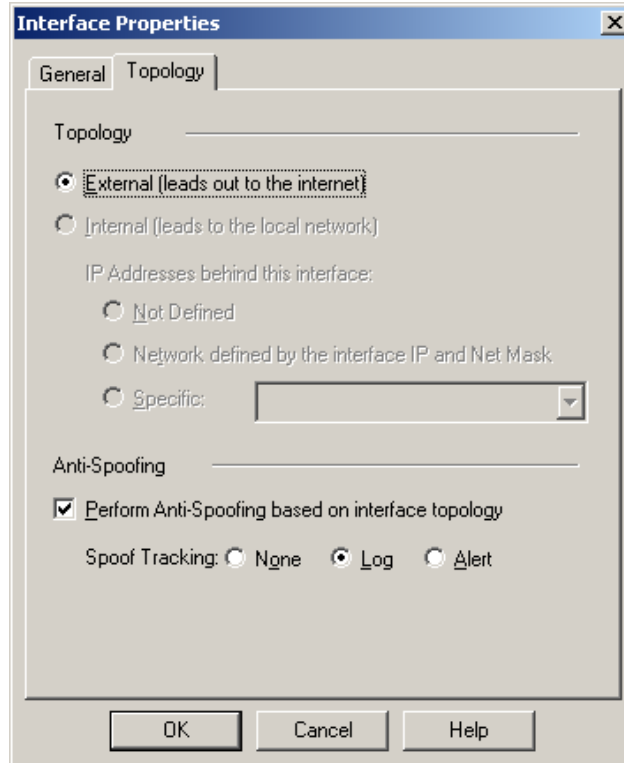 Interface Properties
General Topology
Topology
External (leads out to the internet)
Internal (leads to the local network)
IP Addresses behind this interface:
Not Defined
Network defined by the interface IP and Net Mask
Specific:
Anti-Spoofing
Perform Anti-Spoofing based on interface topology
Spoof Tracking: None Log Alert
OK Cancel Help